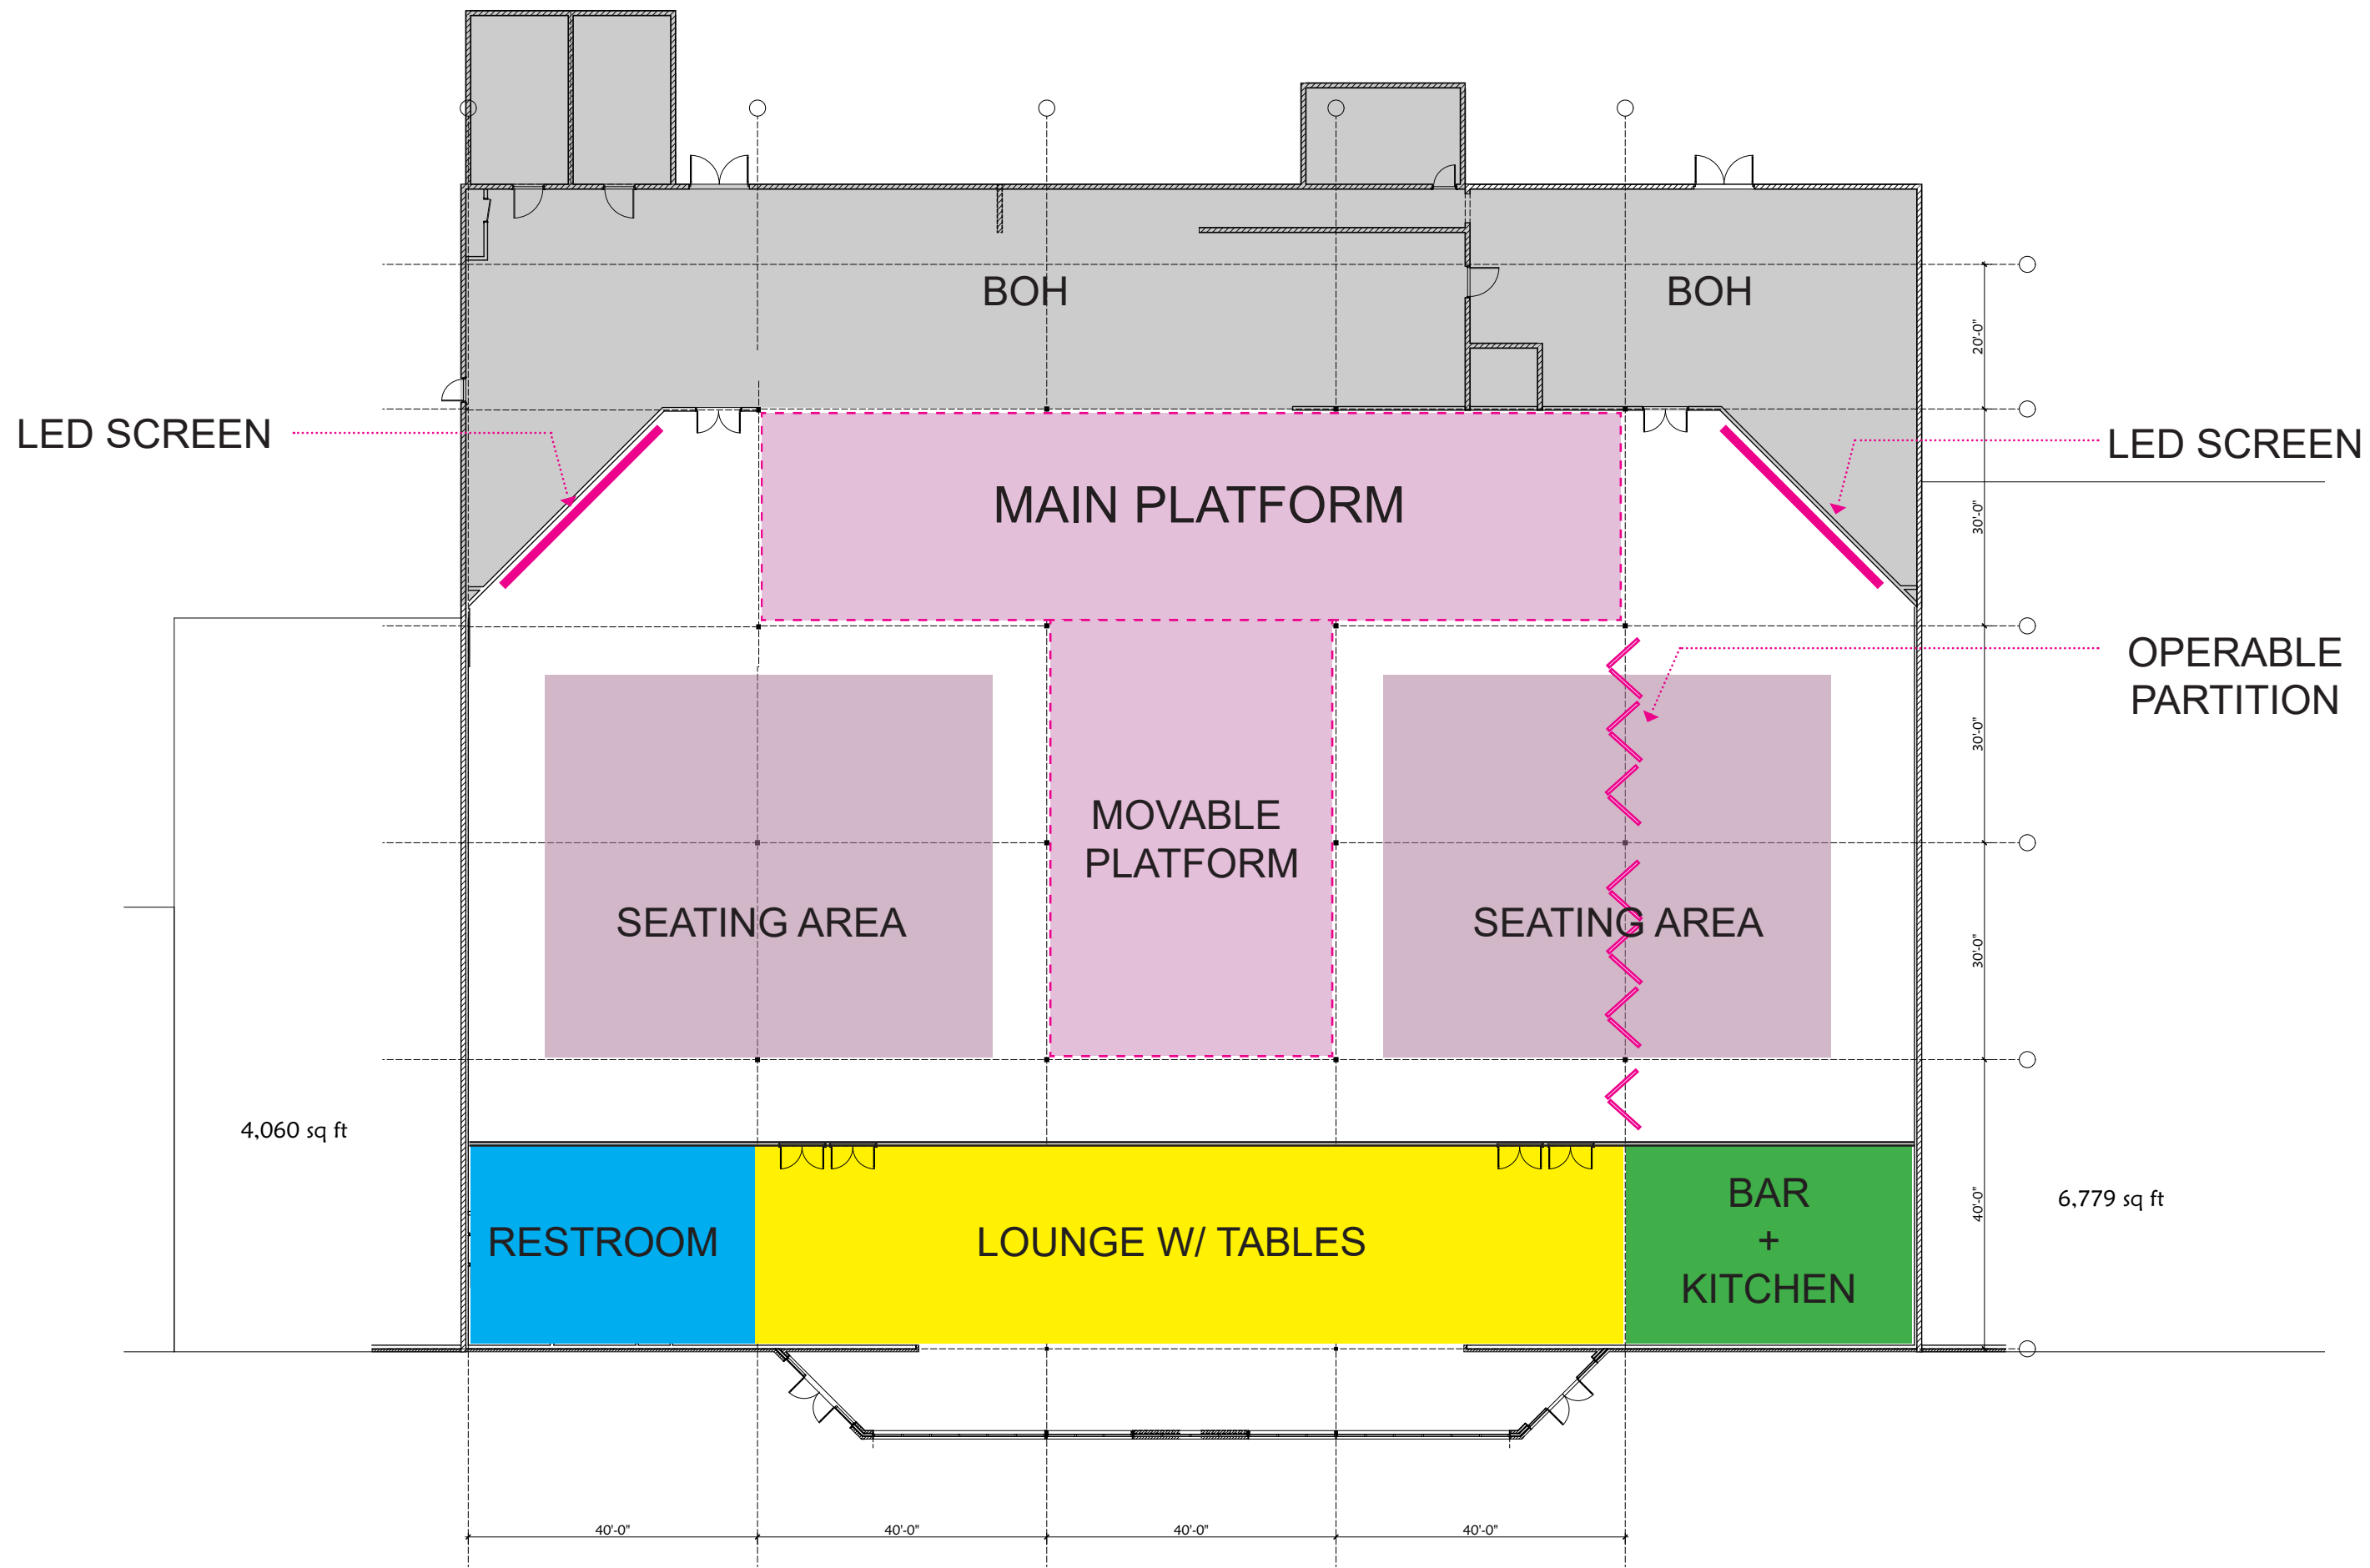 BOH
BOH
20'-0"
LED SCREEN
LED SCREEN
MAIN PLATFORM
30'-0"
OPERABLE
PARTITION
30'-0"
MOVABLE
PLATFORM
SEATING AREA
SEATING AREA
30'-0"
4,060 sq ft
RESTROOM
LOUNGE W/ TABLES
BAR
+
KITCHEN
40'-0"
6,779 sq ft
40'-0"
40'-0"
40'-0"
40'-0"